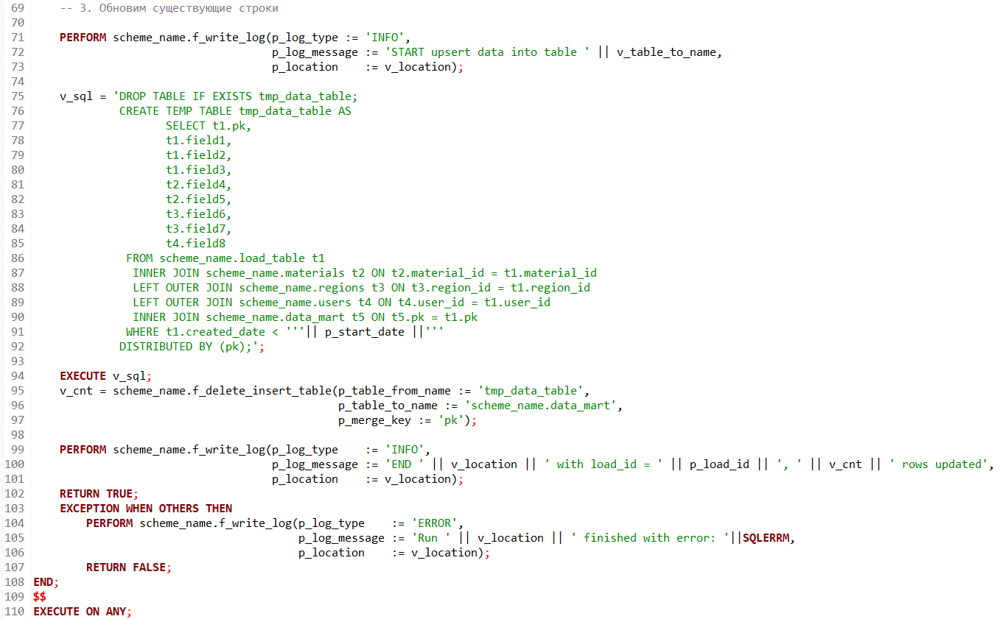 69 -- 3. Обновим существующие строки
70
71 PERFORM scheme_name.f_write_log(p_log_type := 'INFO',
72 p_log_message := 'START upsert data into table ' || v_table_to_name,
73 p_location := v_location);
74
75 v_sql = 'DROP TABLE IF EXISTS tmp_data_table;
76 CREATE TEMP TABLE tmp_data_table AS
77 SELECT t1.pk,
78 t1.field1,
79 t1.field2,
80 t1.field3,
81 t2.field4,
82 t2.field5,
83 t3.field6,
84 t3.field7,
85 t4.field8
86 FROM scheme_name.load_table t1
87 INNER JOIN scheme_name.materials t2 ON t2.material_id = t1.material_id
88 LEFT OUTER JOIN scheme_name.regions t3 ON t3.region_id = t1.region_id
89 LEFT OUTER JOIN scheme_name.users t4 ON t4.user_id = t1.user_id
90 INNER JOIN scheme_name.data_mart t5 ON t5.pk = t1.pk
91 WHERE t1.created_date < '''|| p_start_date ||'''
92 DISTRIBUTED BY (pk);';
93
94 EXECUTE v_sql;
95 v_cnt = scheme_name.f_delete_insert_table(p_table_from_name := 'tmp_data_table',
96 p_table_to_name := 'scheme_name.data_mart',
97 p_merge_key := 'pk');
98
99 PERFORM scheme_name.f_write_log(p_log_type := 'INFO',
100 p_log_message := 'END ' || v_location || ' with load_id = ' || p_load_id || ', ' || v_cnt || ' rows updated',
101 p_location := v_location);
102 RETURN TRUE;
103 EXCEPTION WHEN OTHERS THEN
104 PERFORM scheme_name.f_write_log(p_log_type := 'ERROR',
105 p_log_message := 'Run ' || v_location || ' finished with error: '||SQLERRM,
106 p_location := v_location);
107 RETURN FALSE;
108 END;
109 $$
110 EXECUTE ON ANY;